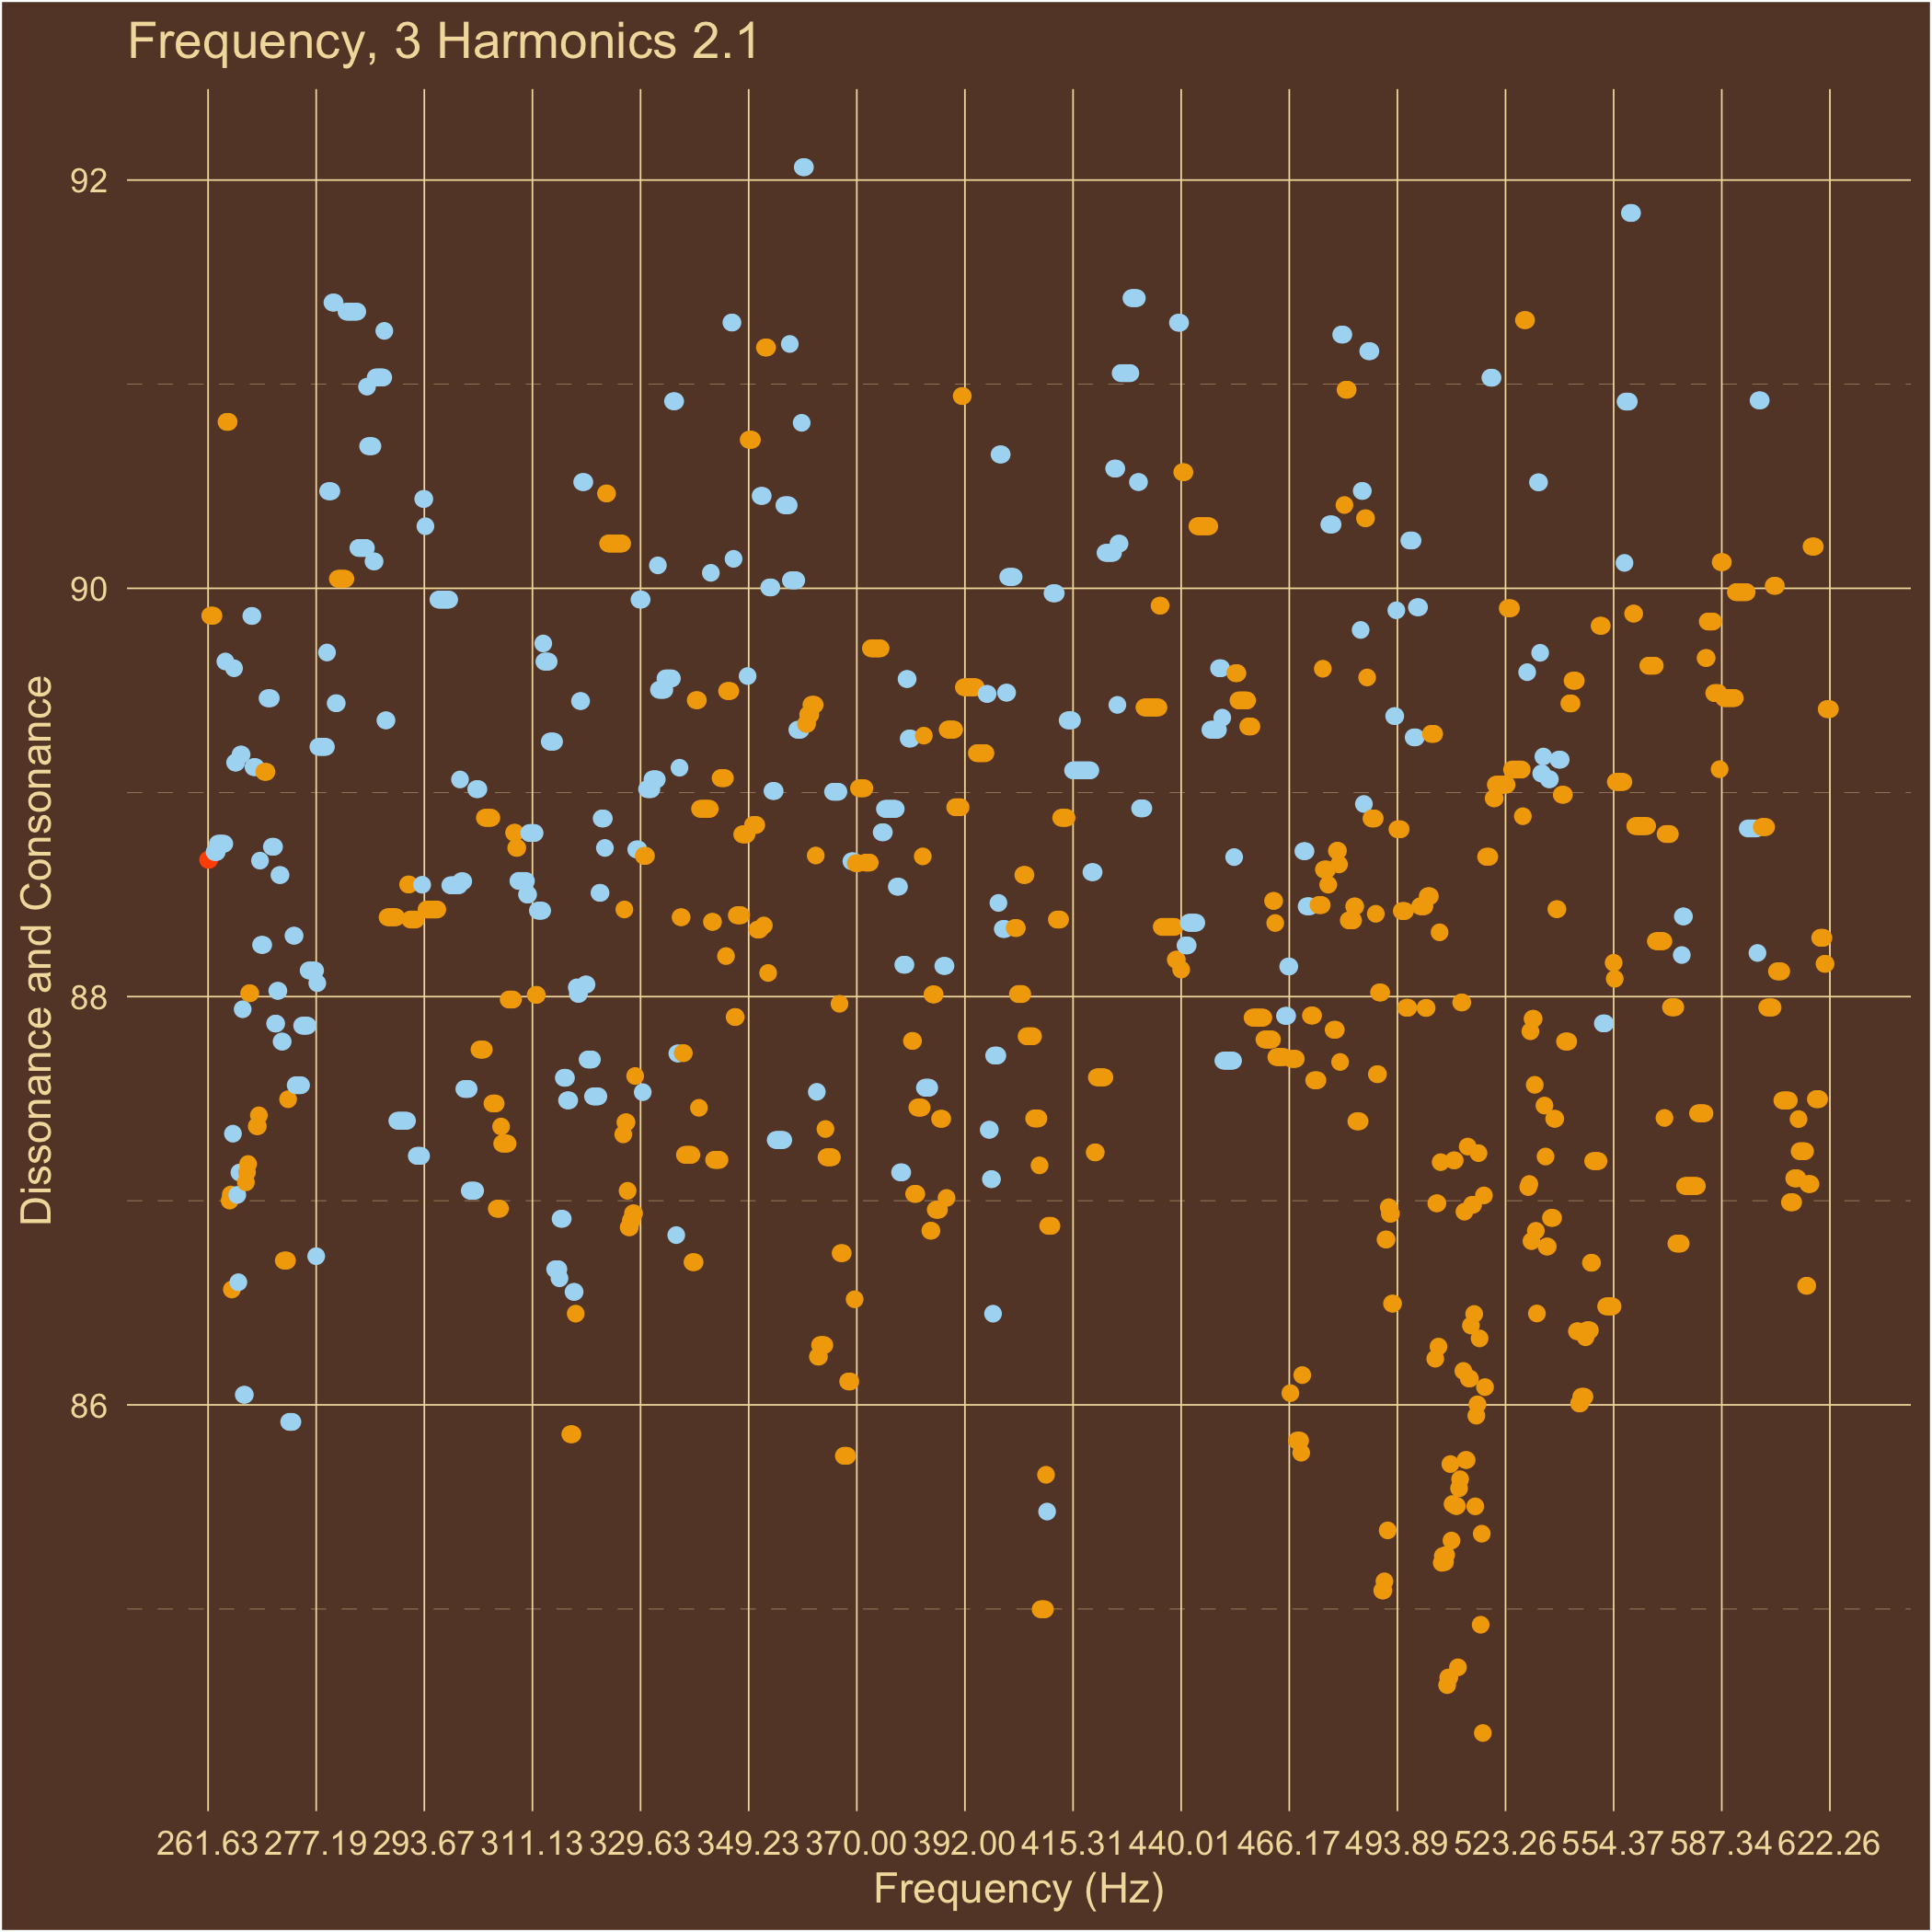 Frequency, 3 Harmonics 2.1
Dissonance and Consonance
92
90
88
86
261.63 277.19 293.67 311.13 329.63 349.23 370.00 392.00 415.31 440.01 466.17 493.89 523.26 554.37 587.34 622.26
Frequency (Hz)